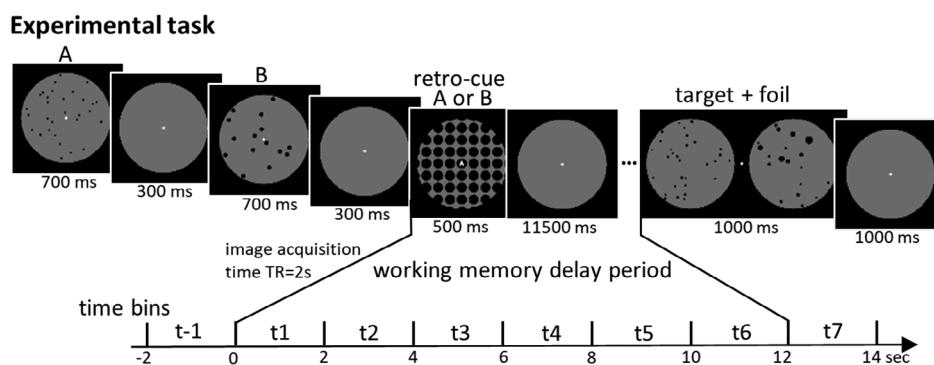 Experimental task
A
B
retro-cue
A or B
target + foil
A
700 ms
300 ms
700 ms
300 ms
500 ms
11500 ms
...
1000 ms
1000 ms
image acquisition
time TR=2s
working memory delay period
time bins
t-1 t1 t2 t3 t4 t5 t6 t7
-2 0 2 4 6 8 10 12 14 sec